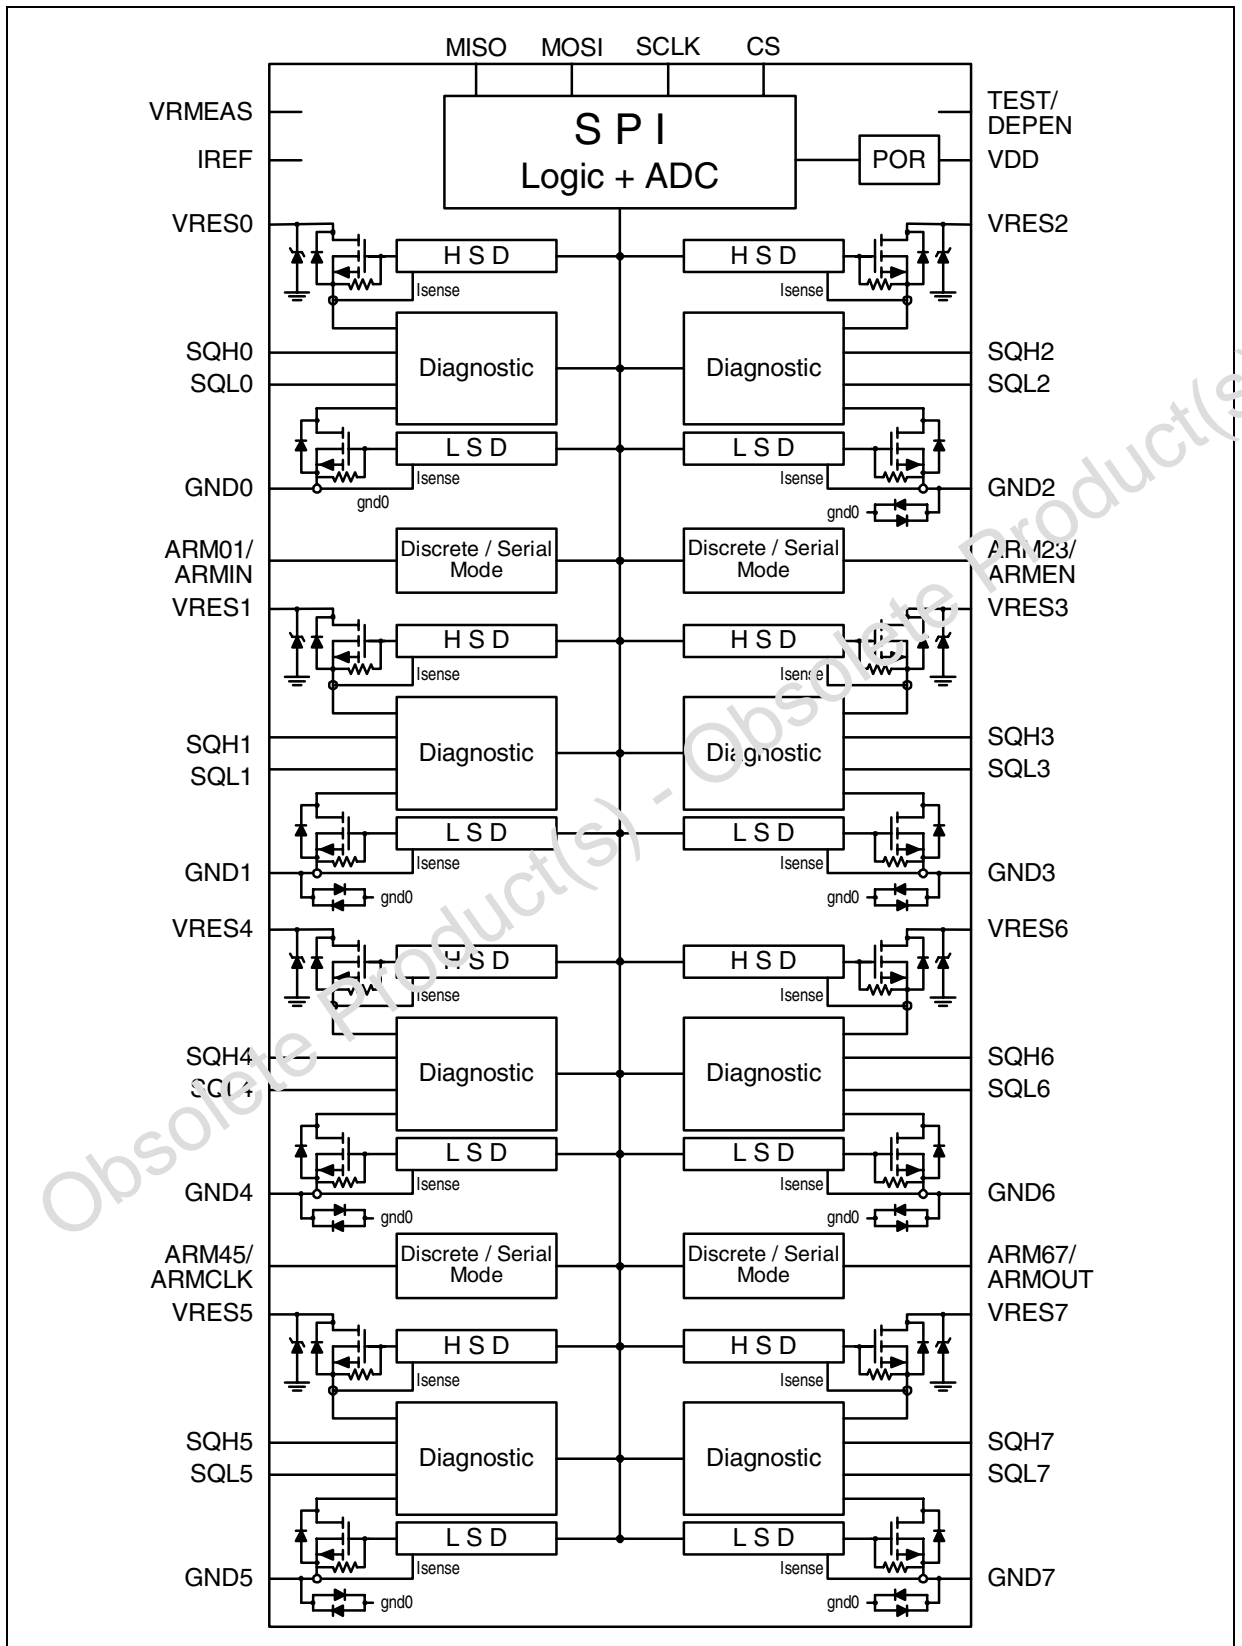 MISO MOSI SCLK CS
VRMEAS
TEST/
DEPEN
S P I
Logic + ADC
IREF
POR
VDD
VRES0
VRES2
H S D
H S D
Isense
Isense
SQH0
SQL0
Diagnostic
Diagnostic
SQH2
SQL2
L S D
L S D
Isense
Isense
GND0
gnd0
gnd0
GND2
ARM01/
ARMIN
Discrete / Serial
Mode
Discrete / Serial
Mode
ARM23/
ARMEN
VRES1
VRES3
H S D
H S D
Isense
Isense
SQH1
SQL1
Diagnostic
Diagnostic
SQH3
SQL3
L S D
L S D
Isense
Isense
GND1
gnd0
gnd0
GND3
VRES4
VRES6
H S D
H S D
Isense
Isense
SQH4
SQL4
Diagnostic
Diagnostic
SQH6
SQL6
L S D
L S D
Isense
Isense
GND4
gnd0
gnd0
GND6
ARM45/
ARMCLK
Discrete / Serial
Mode
Discrete / Serial
Mode
ARM67/
ARMOUT
VRES5
VRES7
H S D
H S D
Isense
Isense
SQH5
SQL5
Diagnostic
Diagnostic
SQH7
SQL7
L S D
L S D
Isense
Isense
GND5
gnd0
gnd0
GND7
Obsolete Product(s) - Obsolete Product(s